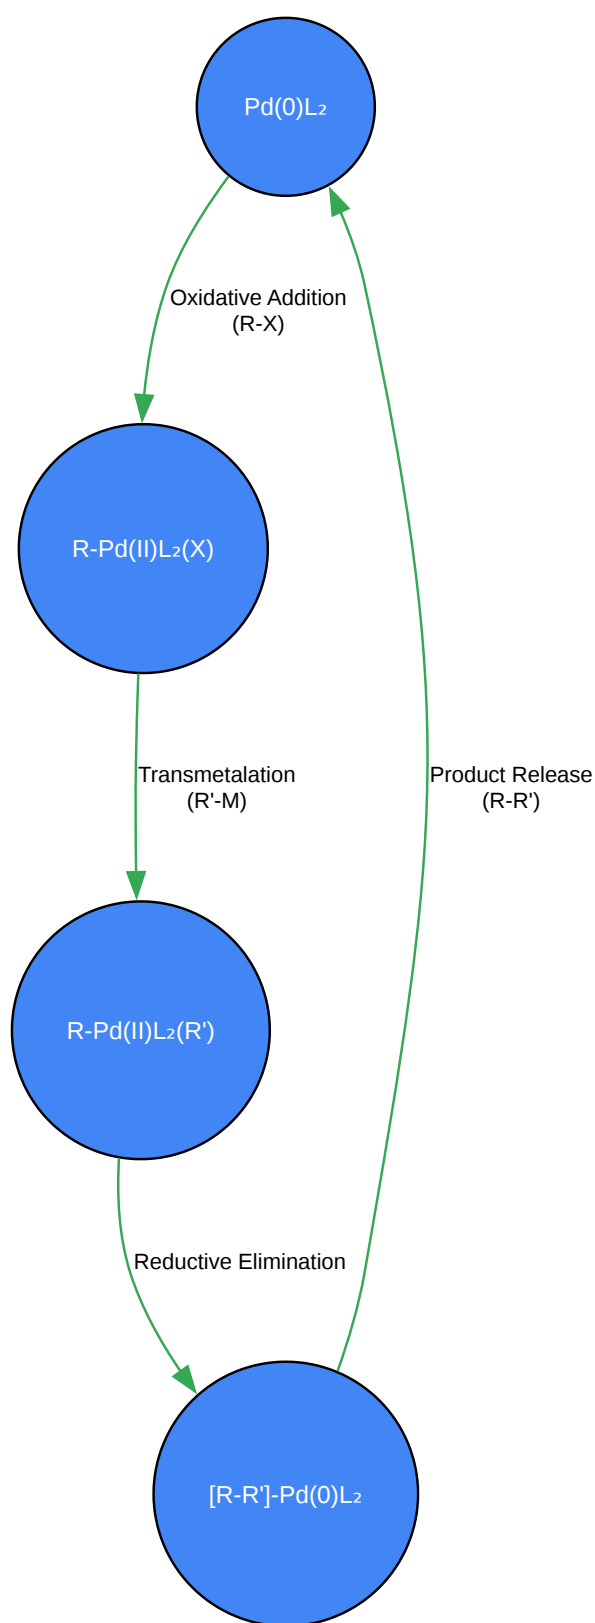 Pd(0)L₂
Oxidative Addition
(R-X)
R-Pd(II)L₂(X)
Transmetalation
(R'-M)
Product Release
(R-R')
R-Pd(II)L₂(R')
Reductive Elimination
[R-R']-Pd(0)L₂